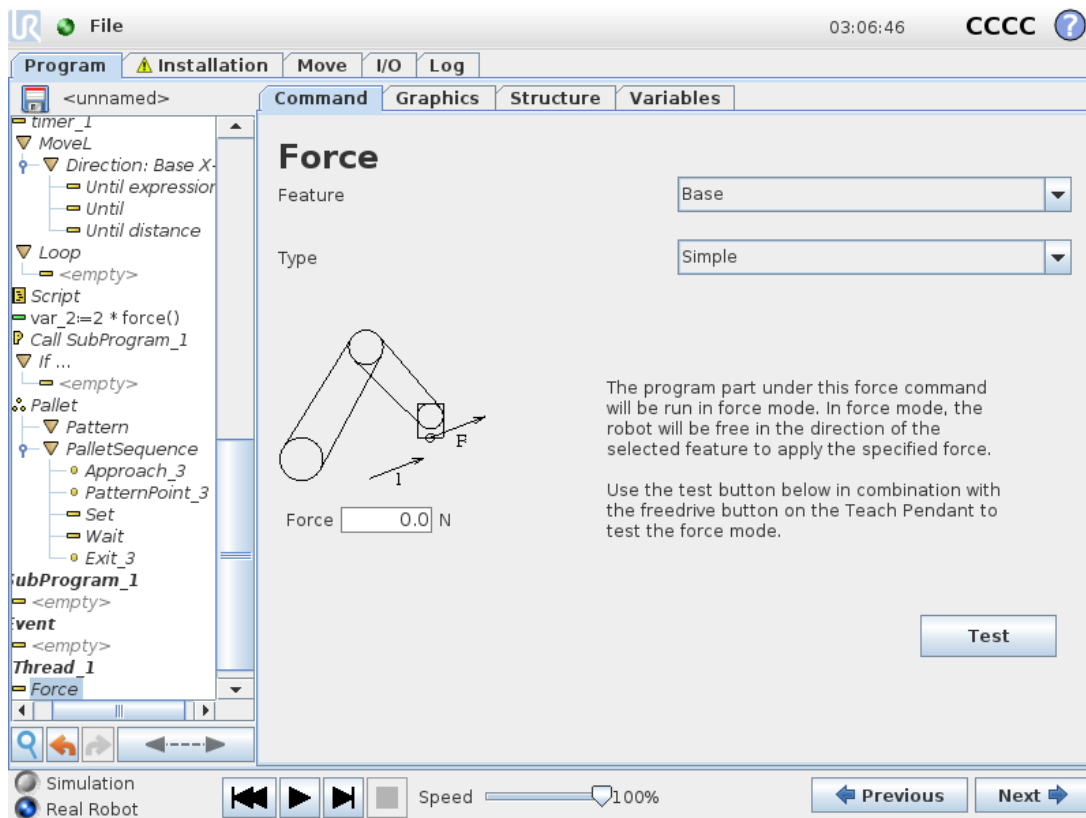 UR File 03:06:46 CCCC ?
Program Installation Move I/O Log
<unnamed>
Command Graphics Structure Variables
timer_1
MoveL
Direction: Base X-
Until expression
Until
Until distance
Loop
<empty>
Script
var_2:=2 * force()
Call SubProgram_1
If ...
<empty>
Pallet
Pattern
PalletSequence
Approach_3
PatternPoint_3
Set
Wait
Exit_3
SubProgram_1
<empty>
Event
<empty>
Thread_1
Force
Force
Feature Base
Type Simple
F
1
Force 0.0 N
The program part under this force command
will be run in force mode. In force mode, the
robot will be free in the direction of the
selected feature to apply the specified force.
Use the test button below in combination with
the freedrive button on the Teach Pendant to
test the force mode.
Test
Simulation
Real Robot
Speed 100%
Previous Next